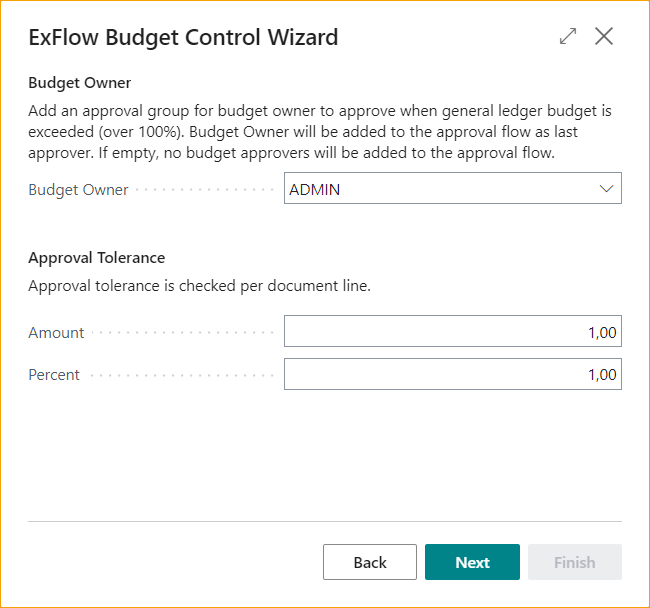 ExFlow Budget Control Wizard
Budget Owner
Add an approval group for budget owner to approve when general ledger budget is
exceeded (over 100%). Budget Owner will be added to the approval flow as last
approver. If empty, no budget approvers will be added to the approval flow.
Budget Owner ADMIN
Approval Tolerance
Approval tolerance is checked per document line.
Amount 1,00
Percent 1,00
Back Next Finish